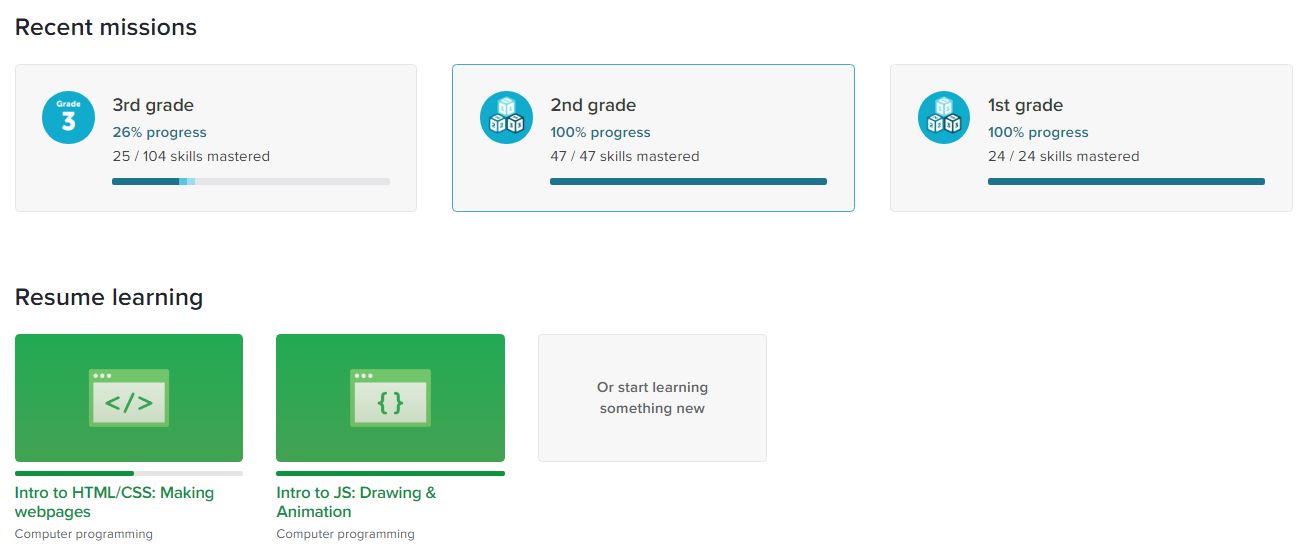 Recent missions
Grade
3
3rd grade
26% progress
25 / 104 skills mastered
2nd grade
100% progress
47 / 47 skills mastered
1st grade
100% progress
24 / 24 skills mastered
Resume learning
</>
Intro to HTML/CSS: Making
webpages
Computer programming
{ }
Intro to JS: Drawing &
Animation
Computer programming
Or start learning
something new